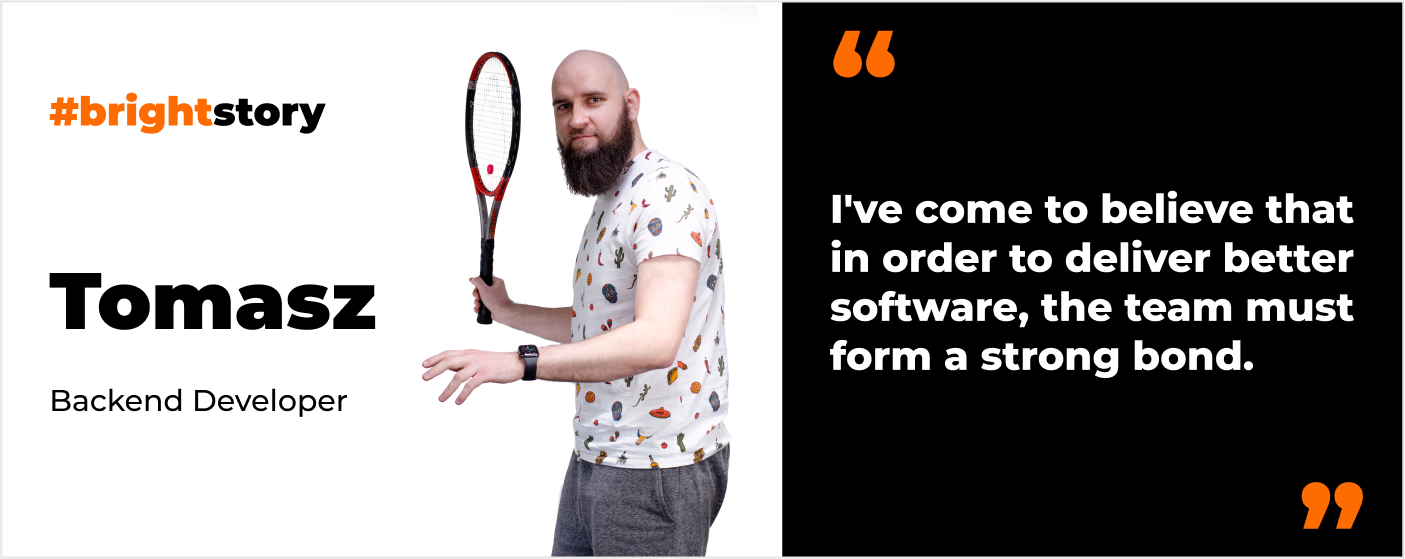 #brightstory
Tomasz
Backend Developer
“
I've come to believe that
in order to deliver better
software, the team must
form a strong bond.
”